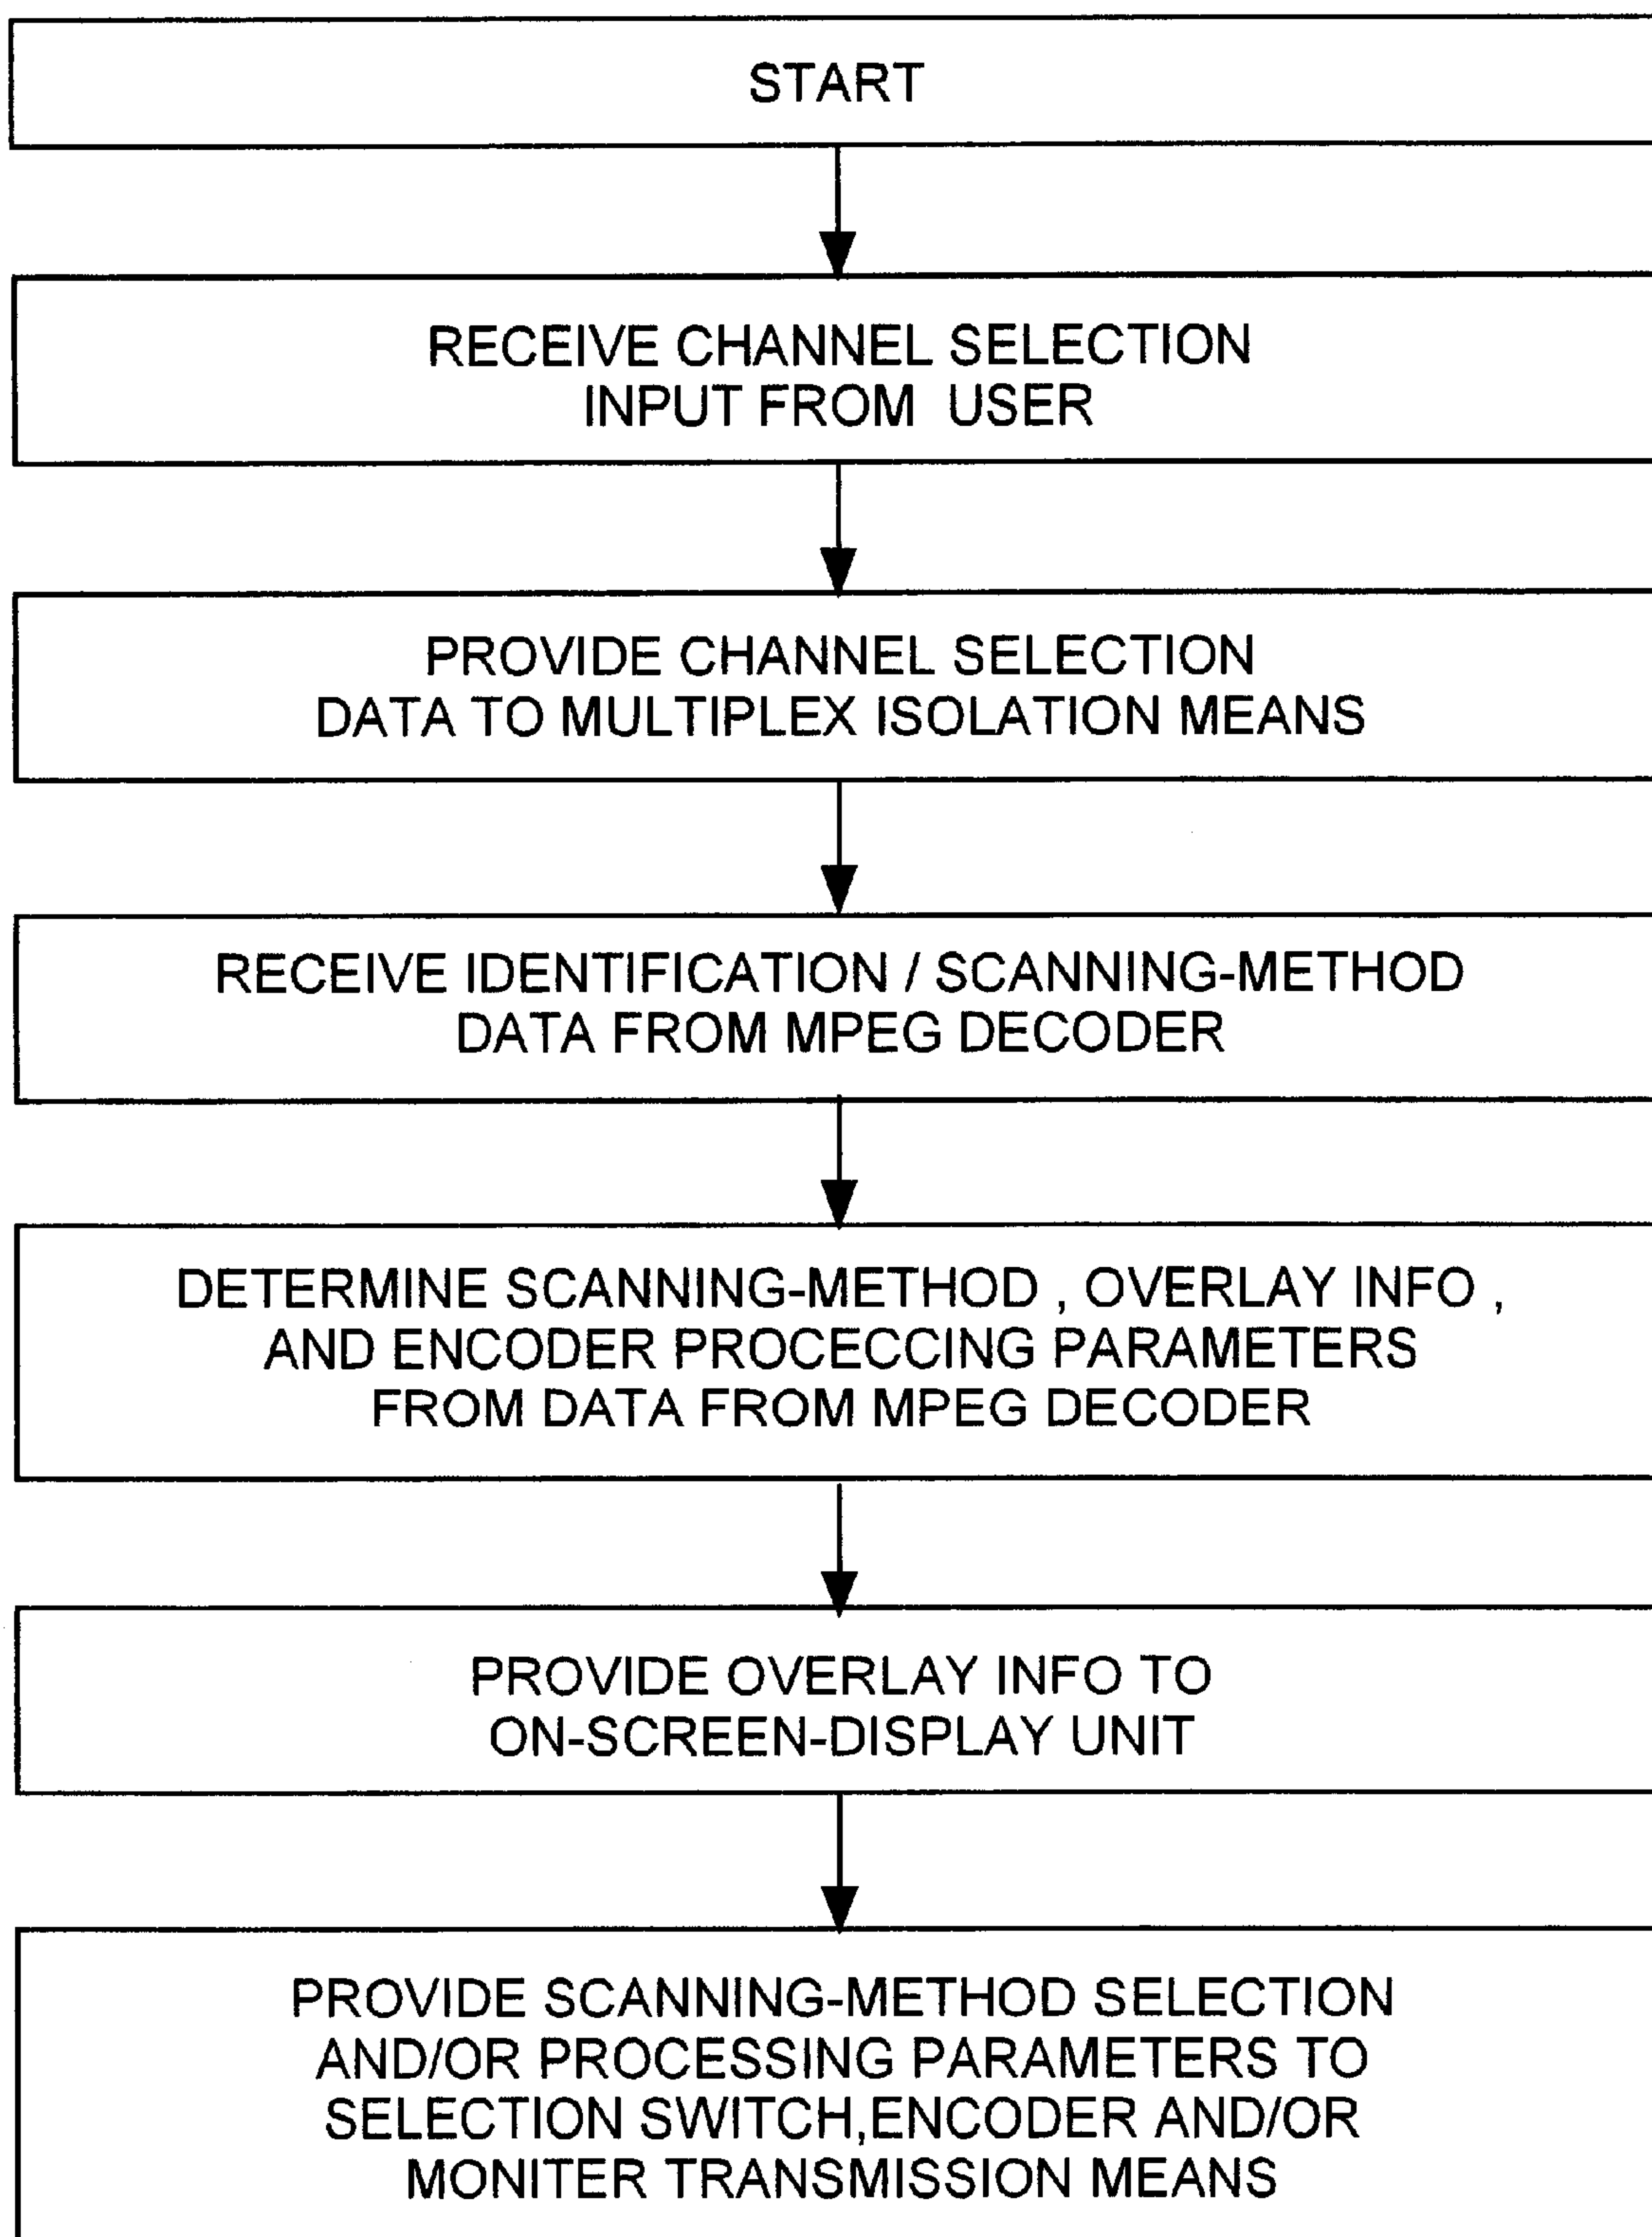 START
RECEIVE CHANNEL SELECTION
INPUT FROM USER
PROVIDE CHANNEL SELECTION
DATA TO MULTIPLEX ISOLATION MEANS
RECEIVE IDENTIFICATION / SCANNING-METHOD
DATA FROM MPEG DECODER
DETERMINE SCANNING-METHOD , OVERLAY INFO ,
AND ENCODER PROCECCING PARAMETERS
FROM DATA FROM MPEG DECODER
PROVIDE OVERLAY INFO TO
ON-SCREEN-DISPLAY UNIT
PROVIDE SCANNING-METHOD SELECTION
AND/OR PROCESSING PARAMETERS TO
SELECTION SWITCH,ENCODER AND/OR
MONITER TRANSMISSION MEANS